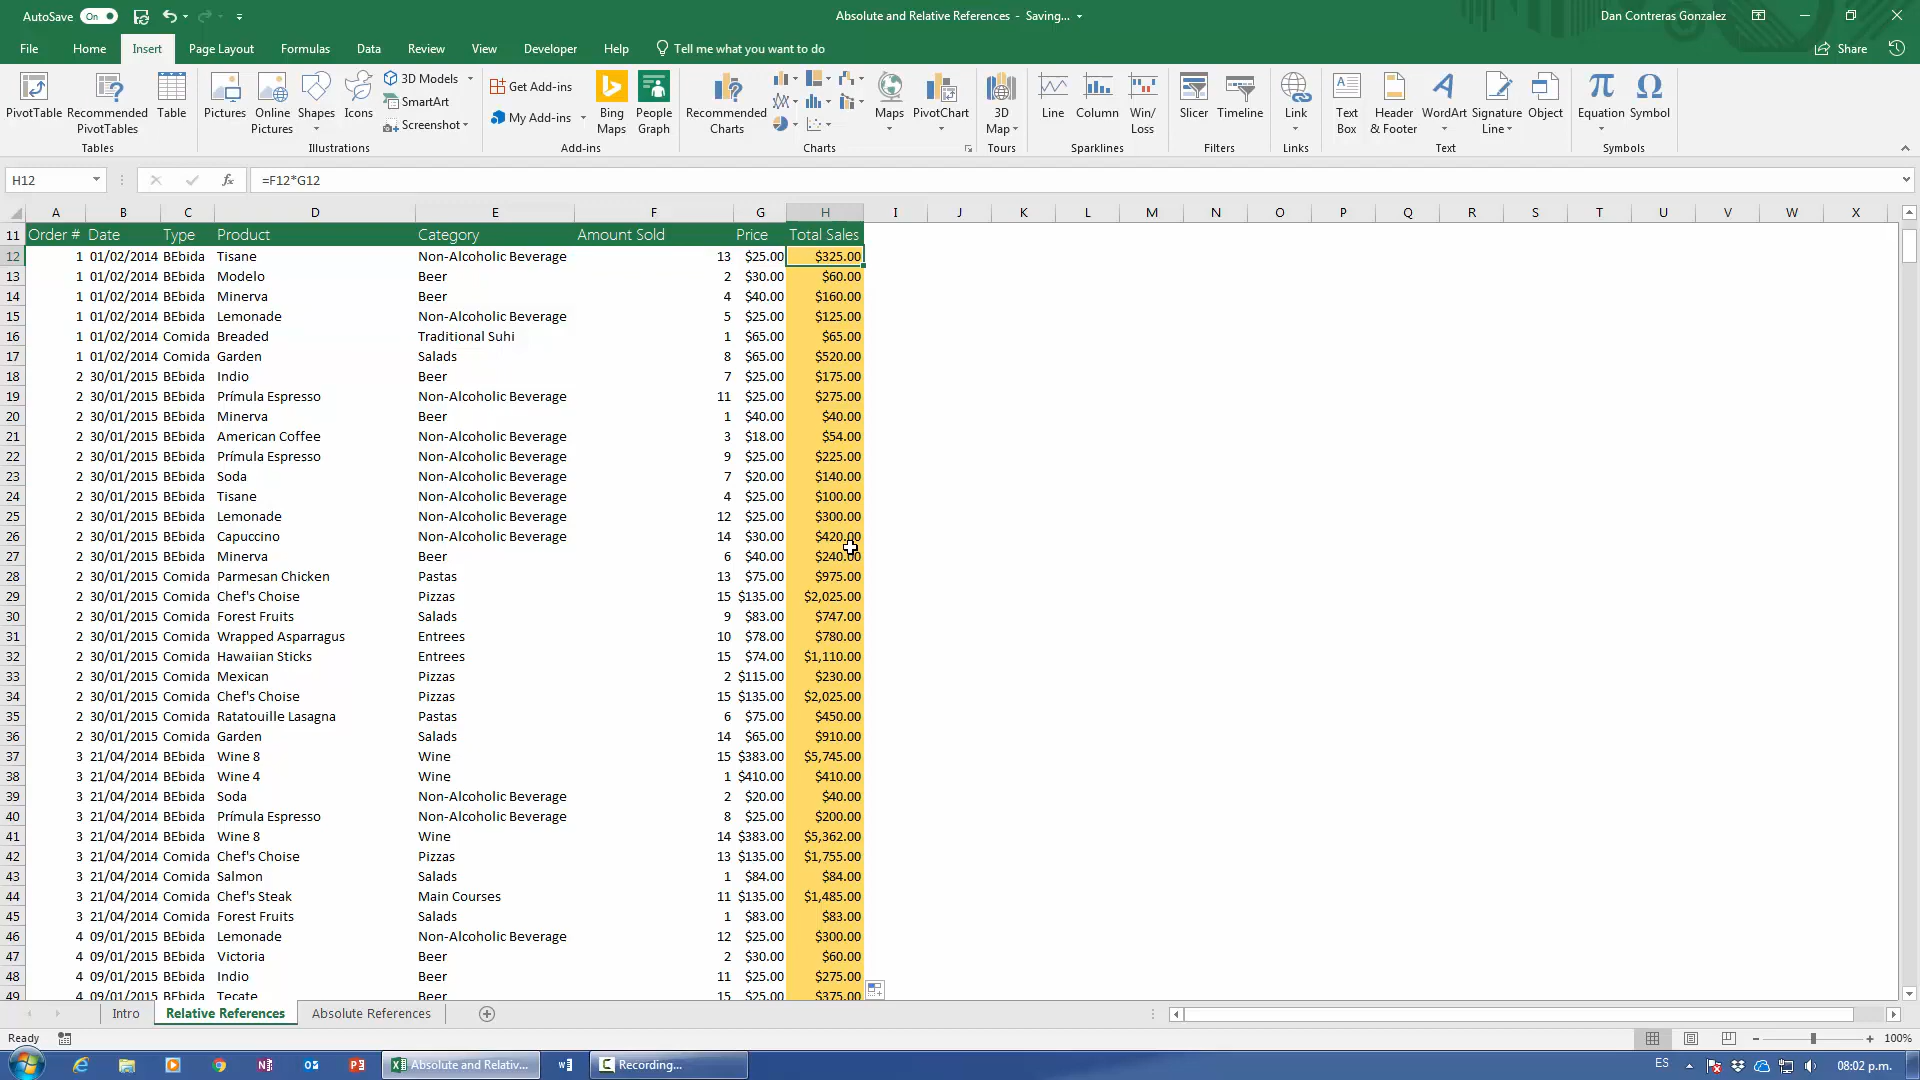 AutoSave On Absolute and Relative References - Saving... Dan Contreras Gonzalez
File Home Insert Page Layout Formulas Data Review View Developer Help Tell me what you want to do Share
PivotTable Recommended PivotTables Table Pictures Online Pictures Shapes Icons 3D Models SmartArt Screenshot Get Add-ins My Add-ins Bing Maps People Graph Recommended Charts Maps PivotChart 3D Map Line Column Win/Loss Slicer Timeline Link Text Box Header & Footer WordArt Signature Line Object Equation Symbol
Tables Illustrations Add-ins Charts Tours Sparklines Filters Links Text Symbols
H12 fx =F12*G12
A B C D E F G H I J K L M N O P Q R S T U V W X
11 Order # Date Type Product Category Amount Sold Price Total Sales
12 1 01/02/2014 BEbida Tisane Non-Alcoholic Beverage 13 $25.00 $325.00
13 1 01/02/2014 BEbida Modelo Beer 2 $30.00 $60.00
14 1 01/02/2014 BEbida Minerva Beer 4 $40.00 $160.00
15 1 01/02/2014 BEbida Lemonade Non-Alcoholic Beverage 5 $25.00 $125.00
16 1 01/02/2014 Comida Breaded Traditional Suhi 1 $65.00 $65.00
17 1 01/02/2014 Comida Garden Salads 8 $65.00 $520.00
18 2 30/01/2015 BEbida Indio Beer 7 $25.00 $175.00
19 2 30/01/2015 BEbida Prímula Espresso Non-Alcoholic Beverage 11 $25.00 $275.00
20 2 30/01/2015 BEbida Minerva Beer 1 $40.00 $40.00
21 2 30/01/2015 BEbida American Coffee Non-Alcoholic Beverage 3 $18.00 $54.00
22 2 30/01/2015 BEbida Prímula Espresso Non-Alcoholic Beverage 9 $25.00 $225.00
23 2 30/01/2015 BEbida Soda Non-Alcoholic Beverage 7 $20.00 $140.00
24 2 30/01/2015 BEbida Tisane Non-Alcoholic Beverage 4 $25.00 $100.00
25 2 30/01/2015 BEbida Lemonade Non-Alcoholic Beverage 12 $25.00 $300.00
26 2 30/01/2015 BEbida Capuccino Non-Alcoholic Beverage 14 $30.00 $420.00
27 2 30/01/2015 BEbida Minerva Beer 6 $40.00 $240.00
28 2 30/01/2015 Comida Parmesan Chicken Pastas 13 $75.00 $975.00
29 2 30/01/2015 Comida Chef's Choise Pizzas 15 $135.00 $2,025.00
30 2 30/01/2015 Comida Forest Fruits Salads 9 $83.00 $747.00
31 2 30/01/2015 Comida Wrapped Asparragus Entrees 10 $78.00 $780.00
32 2 30/01/2015 Comida Hawaiian Sticks Entrees 15 $74.00 $1,110.00
33 2 30/01/2015 Comida Mexican Pizzas 2 $115.00 $230.00
34 2 30/01/2015 Comida Chef's Choise Pizzas 15 $135.00 $2,025.00
35 2 30/01/2015 Comida Ratatouille Lasagna Pastas 6 $75.00 $450.00
36 2 30/01/2015 Comida Garden Salads 14 $65.00 $910.00
37 3 21/04/2014 BEbida Wine 8 Wine 15 $383.00 $5,745.00
38 3 21/04/2014 BEbida Wine 4 Wine 1 $410.00 $410.00
39 3 21/04/2014 BEbida Soda Non-Alcoholic Beverage 2 $20.00 $40.00
40 3 21/04/2014 BEbida Prímula Espresso Non-Alcoholic Beverage 8 $25.00 $200.00
41 3 21/04/2014 BEbida Wine 8 Wine 14 $383.00 $5,362.00
42 3 21/04/2014 Comida Chef's Choise Pizzas 13 $135.00 $1,755.00
43 3 21/04/2014 Comida Salmon Salads 1 $84.00 $84.00
44 3 21/04/2014 Comida Chef's Steak Main Courses 11 $135.00 $1,485.00
45 3 21/04/2014 Comida Forest Fruits Salads 1 $83.00 $83.00
46 4 09/01/2015 BEbida Lemonade Non-Alcoholic Beverage 12 $25.00 $300.00
47 4 09/01/2015 BEbida Victoria Beer 2 $30.00 $60.00
48 4 09/01/2015 BEbida Indio Beer 11 $25.00 $275.00
49 4 09/01/2015 BEbida Tecate Beer 15 $25.00 $375.00
Intro Relative References Absolute References
Ready 100%
Absolute and Relativ... Recording... ES 08:02 p.m.